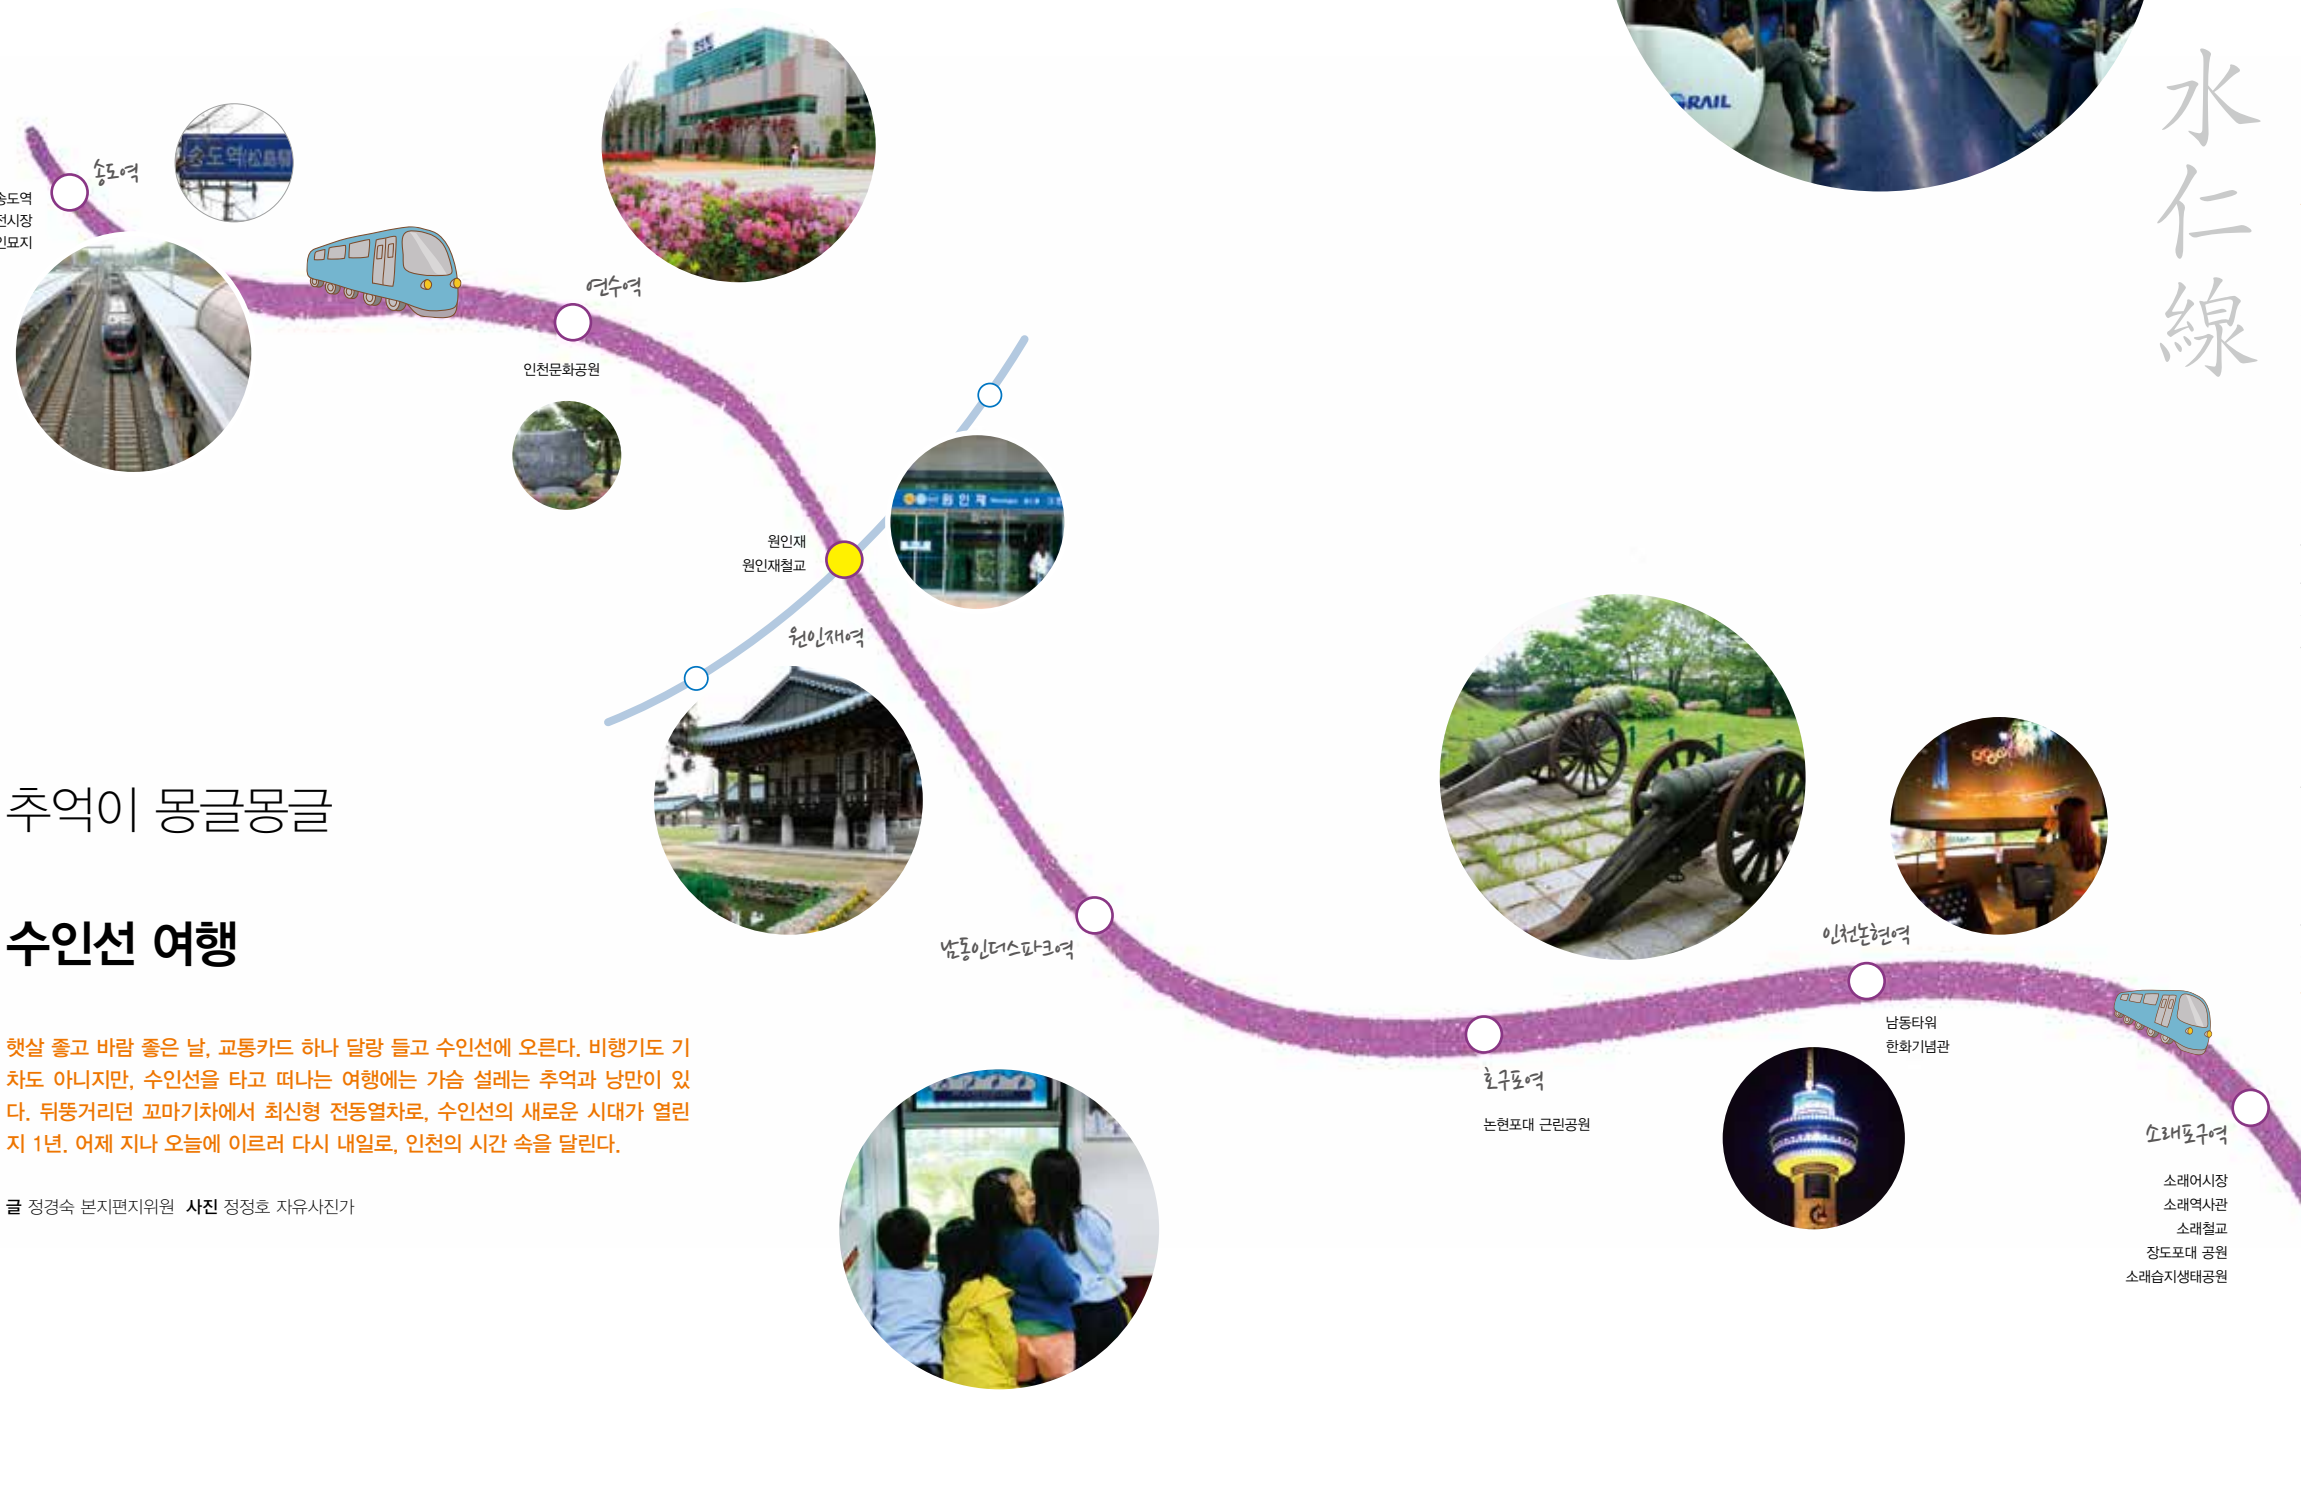 水仁線
RAIL
송도역
송도역(松島驛
송도역
전시장
인묘지
연수역
인천문화공원
원인재
원인재
원인재철교
원인재역
추억이 몽글몽글
수인선 여행
햇살 좋고 바람 좋은 날, 교통카드 하나 달랑 들고 수인선에 오른다. 비행기도 기
차도 아니지만, 수인선을 타고 떠나는 여행에는 가슴 설레는 추억과 낭만이 있
다. 뒤뚱거리던 꼬마기차에서 최신형 전동열차로, 수인선의 새로운 시대가 열린
지 1년. 어제 지나 오늘에 이르러 다시 내일로, 인천의 시간 속을 달린다.
글 정경숙 본지편집위원 사진 정정호 자유사진가
남동인더스파크역
호구포역
논현포대 근린공원
인천논현역
남동타워
한화기념관
소래포구역
소래어시장
소래역사관
소래철교
장도포대 공원
소래습지생태공원